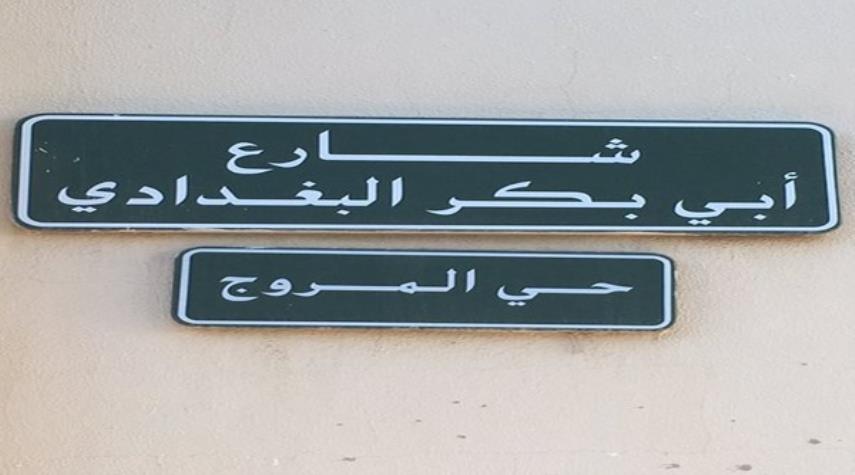 شارع
أبي بكر البغدادي
حي المروج